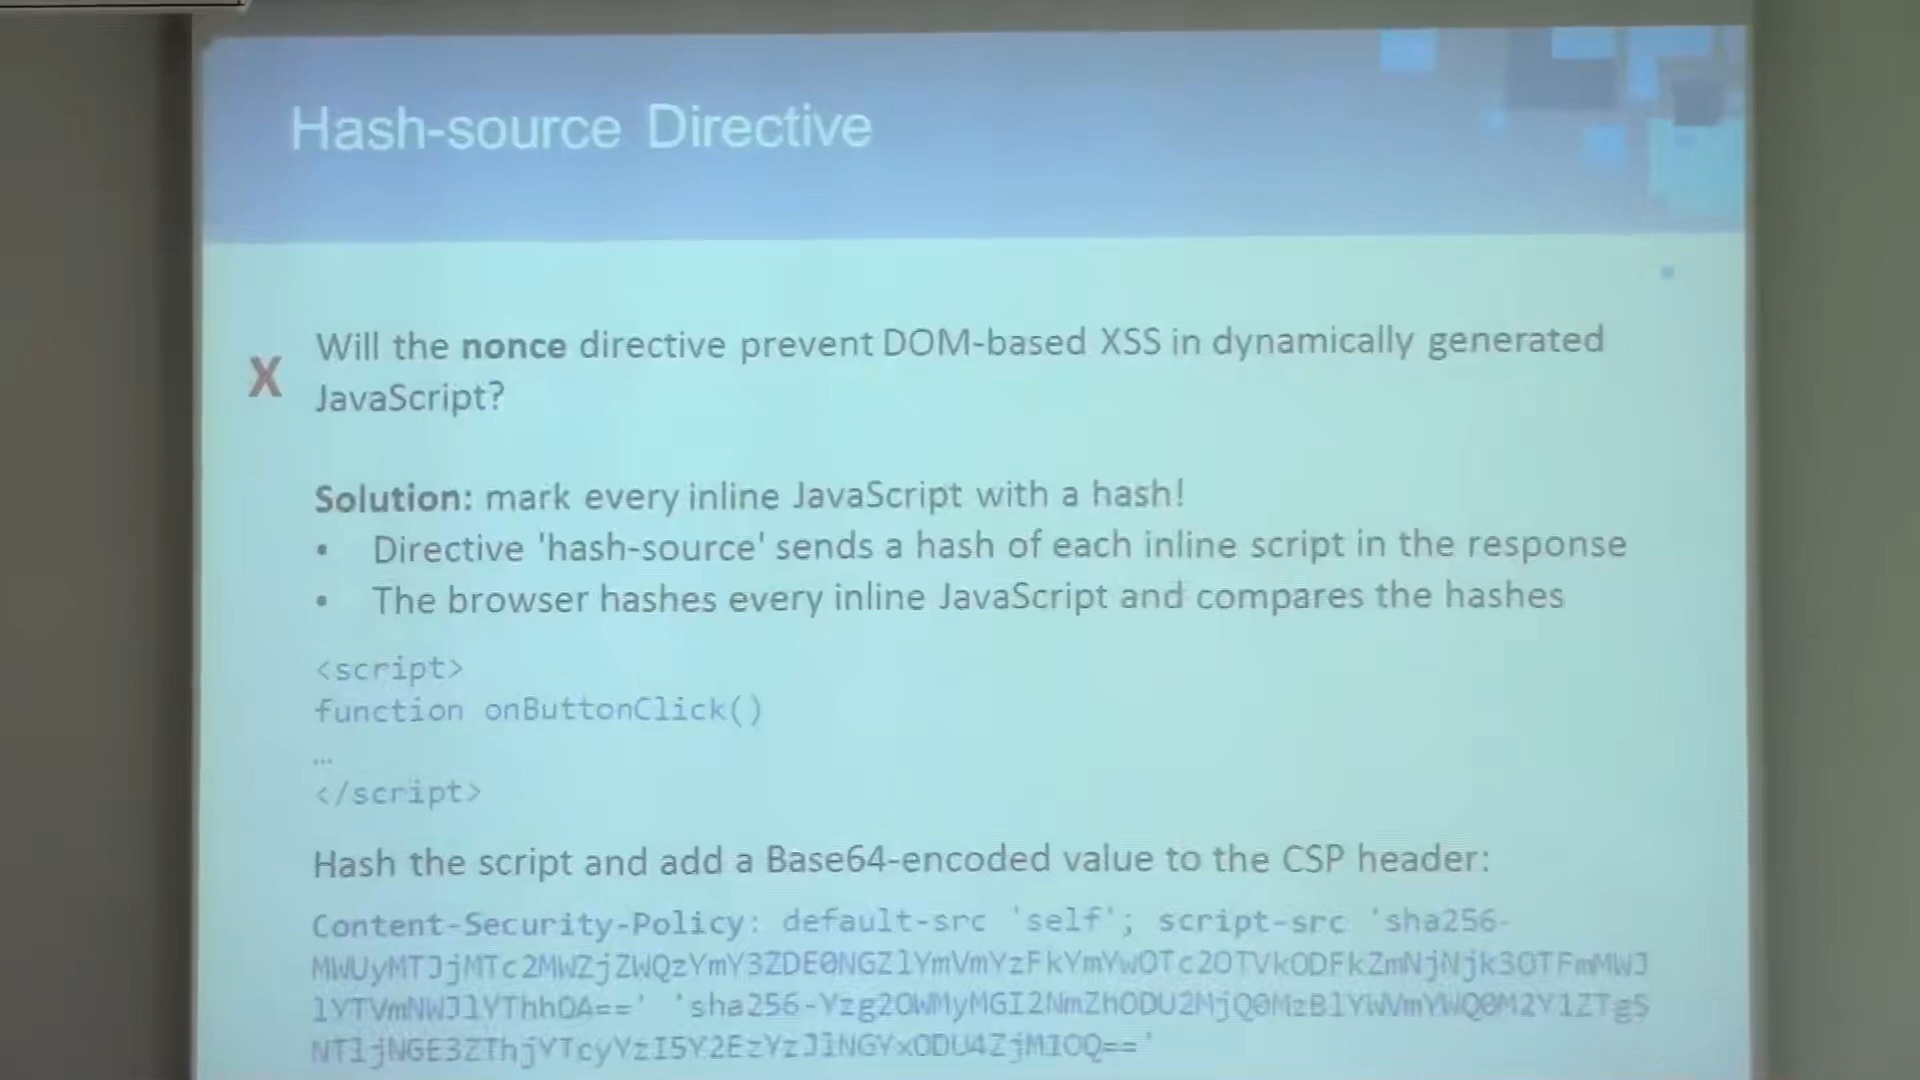 Hash-source Directive
X
Will the nonce directive prevent DOM-based XSS in dynamically generated
JavaScript?
Solution: mark every inline JavaScript with a hash!
• Directive 'hash-source' sends a hash of each inline script in the response
• The browser hashes every inline JavaScript and compares the hashes
<script>
function onButtonClick()
…
</script>
Hash the script and add a Base64-encoded value to the CSP header:
Content-Security-Policy: default-src 'self'; script-src 'sha256-
'sha256-